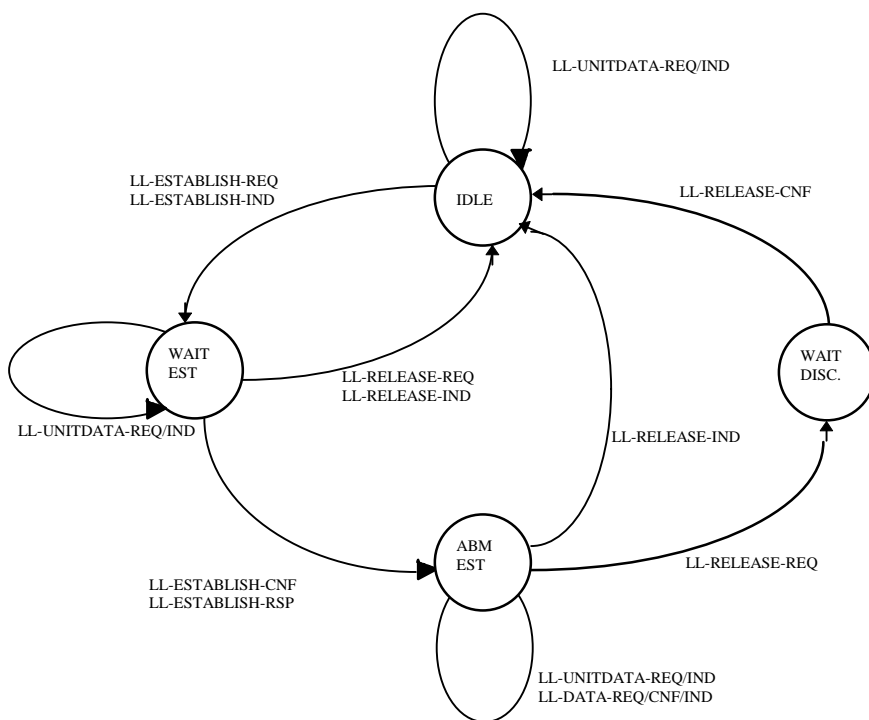 LL-UNITDATA-REQ/IND
LL-ESTABLISH-REQ
LL-ESTABLISH-IND
IDLE
LL-RELEASE-CNF
WAIT
EST
WAIT
DISC.
LL-RELEASE-REQ
LL-RELEASE-IND
LL-UNITDATA-REQ/IND
LL-RELEASE-IND
ABM
EST
LL-RELEASE-REQ
LL-ESTABLISH-CNF
LL-ESTABLISH-RSP
LL-UNITDATA-REQ/IND
LL-DATA-REQ/CNF/IND